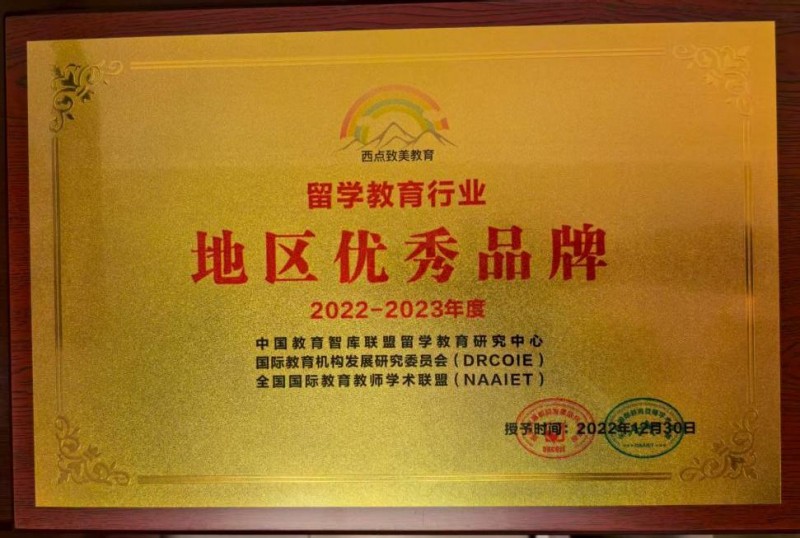 西点致美教育
留学教育行业
地区优秀品牌
2022-2023年度
中国教育智库联盟留学教育研究中心
国际教育机构发展研究委员会（DRCOIE）
全国国际教育教师学术联盟（NAAIET）
授予时间：2022年12月30日
DRCOIE